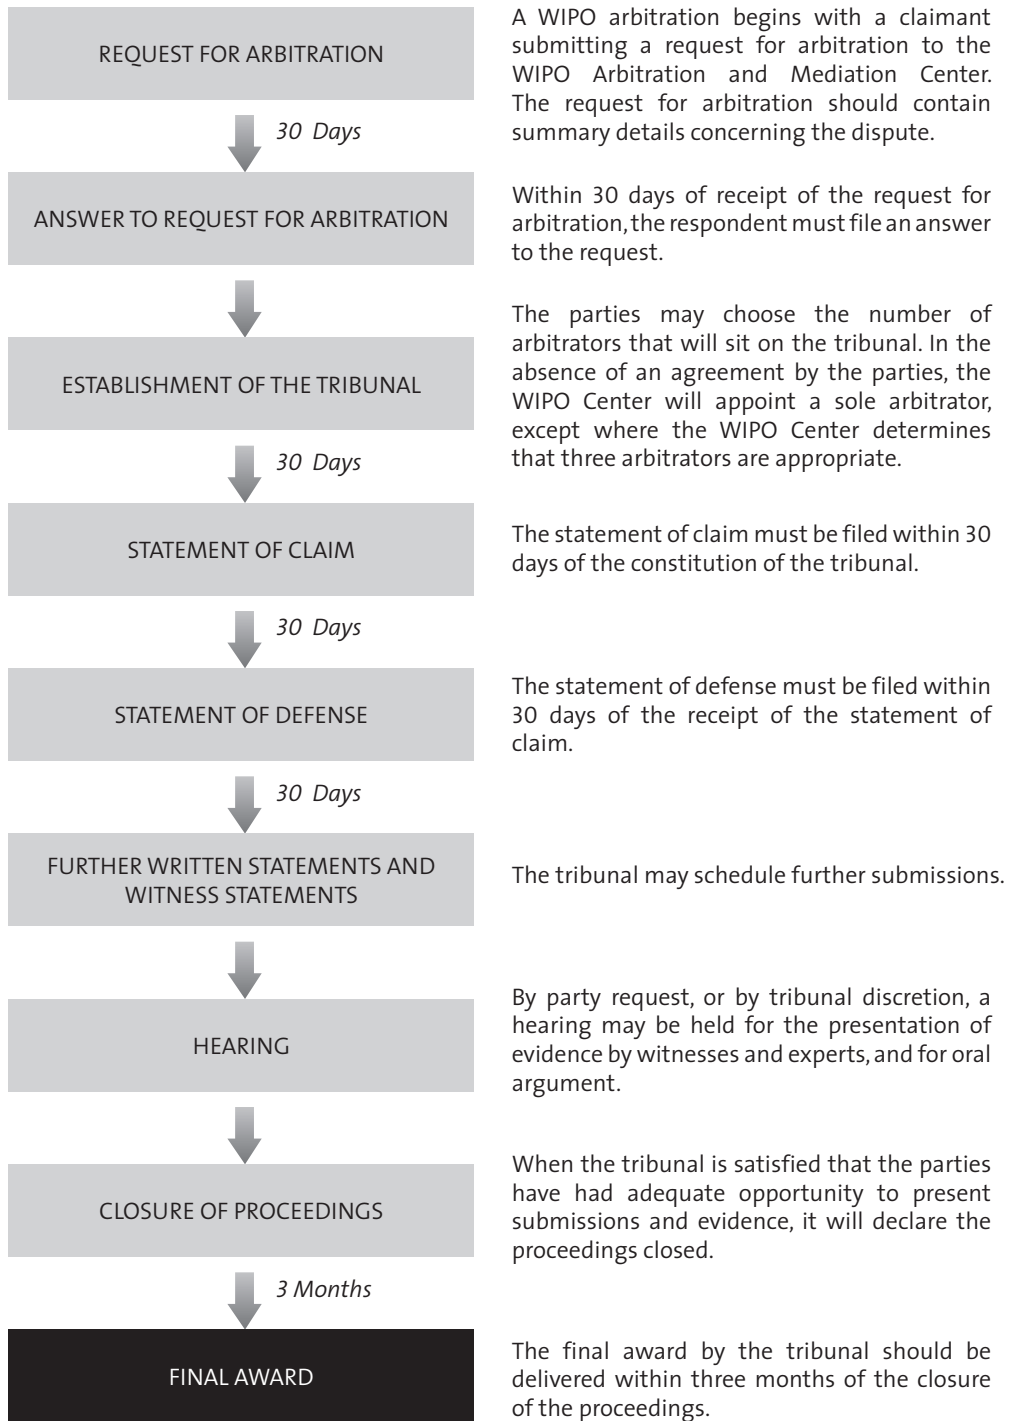 REQUEST FOR ARBITRATION
A WIPO arbitration begins with a claimant
submitting a request for arbitration to the
WIPO Arbitration and Mediation Center.
The request for arbitration should contain
summary details concerning the dispute.
30 Days
ANSWER TO REQUEST FOR ARBITRATION
Within 30 days of receipt of the request for
arbitration, the respondent must file an answer
to the request.
ESTABLISHMENT OF THE TRIBUNAL
The parties may choose the number of
arbitrators that will sit on the tribunal. In the
absence of an agreement by the parties, the
WIPO Center will appoint a sole arbitrator,
except where the WIPO Center determines
that three arbitrators are appropriate.
30 Days
STATEMENT OF CLAIM
The statement of claim must be filed within 30
days of the constitution of the tribunal.
30 Days
STATEMENT OF DEFENSE
The statement of defense must be filed within
30 days of the receipt of the statement of
claim.
30 Days
FURTHER WRITTEN STATEMENTS AND
WITNESS STATEMENTS
The tribunal may schedule further submissions.
HEARING
By party request, or by tribunal discretion, a
hearing may be held for the presentation of
evidence by witnesses and experts, and for oral
argument.
CLOSURE OF PROCEEDINGS
When the tribunal is satisfied that the parties
have had adequate opportunity to present
submissions and evidence, it will declare the
proceedings closed.
3 Months
FINAL AWARD
The final award by the tribunal should be
delivered within three months of the closure
of the proceedings.